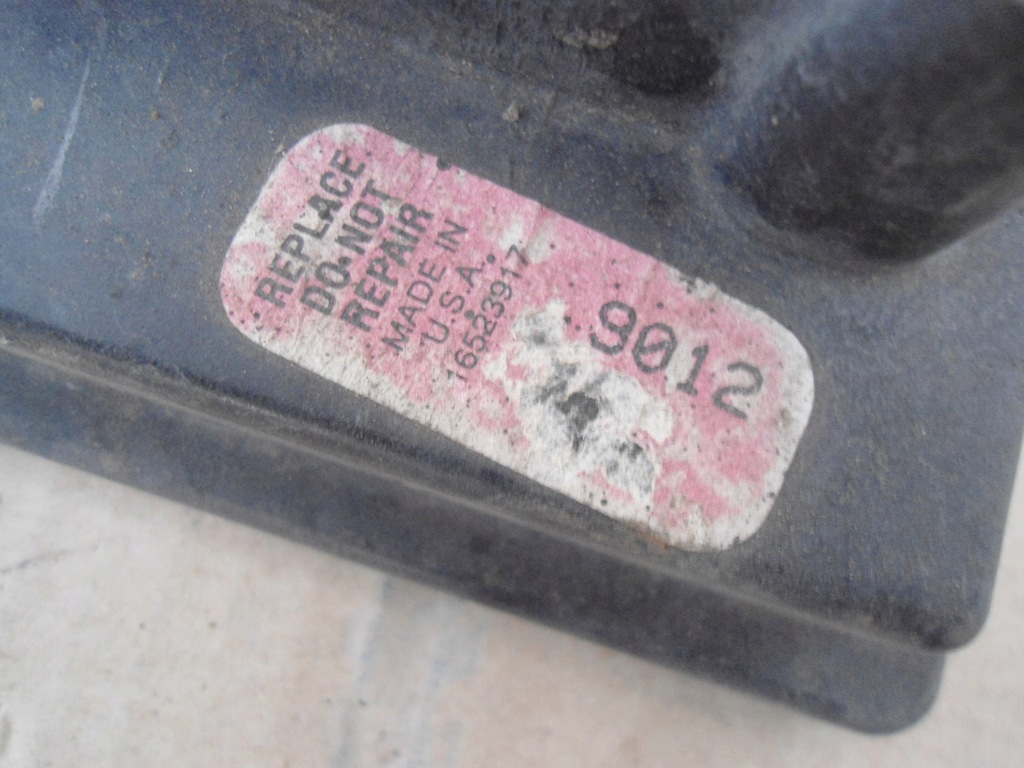 REPLACE.
DO NOT
REPAIR
MADE IN
U.S.A.
16523917
9012